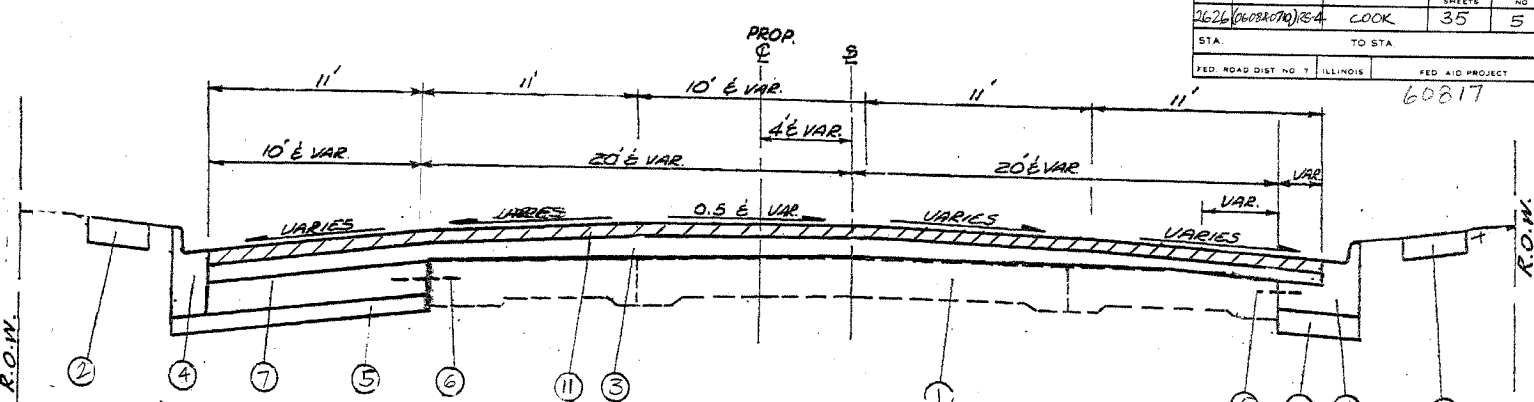 SHEETS NO
2626 (0608&0710)RS-4 COOK 35 5
STA. TO STA.
FED. ROAD DIST NO. 7 ILLINOIS FED. AID PROJECT
60817
PROP.
℄ S
11' 11' 10' & VAR. 11' 11'
4' & VAR.
10' & VAR. 20' & VAR. 20' & VAR. VAR.
VAR.
VARIES VARIES 0.5 & VAR. VARIES VARIES
R.O.W. R.O.W.
2 4 7 5 6 11 3 1